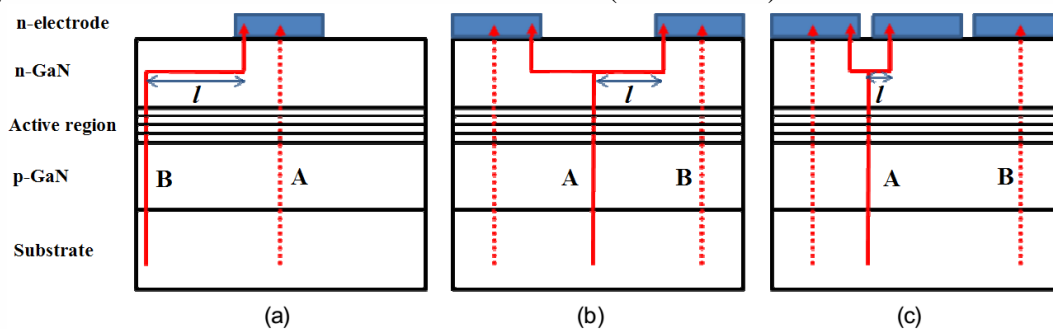 n-electrode
n-GaN
l
l
l
Active region
p-GaN
B
A
A
B
A
B
Substrate
(a)
(b)
(c)